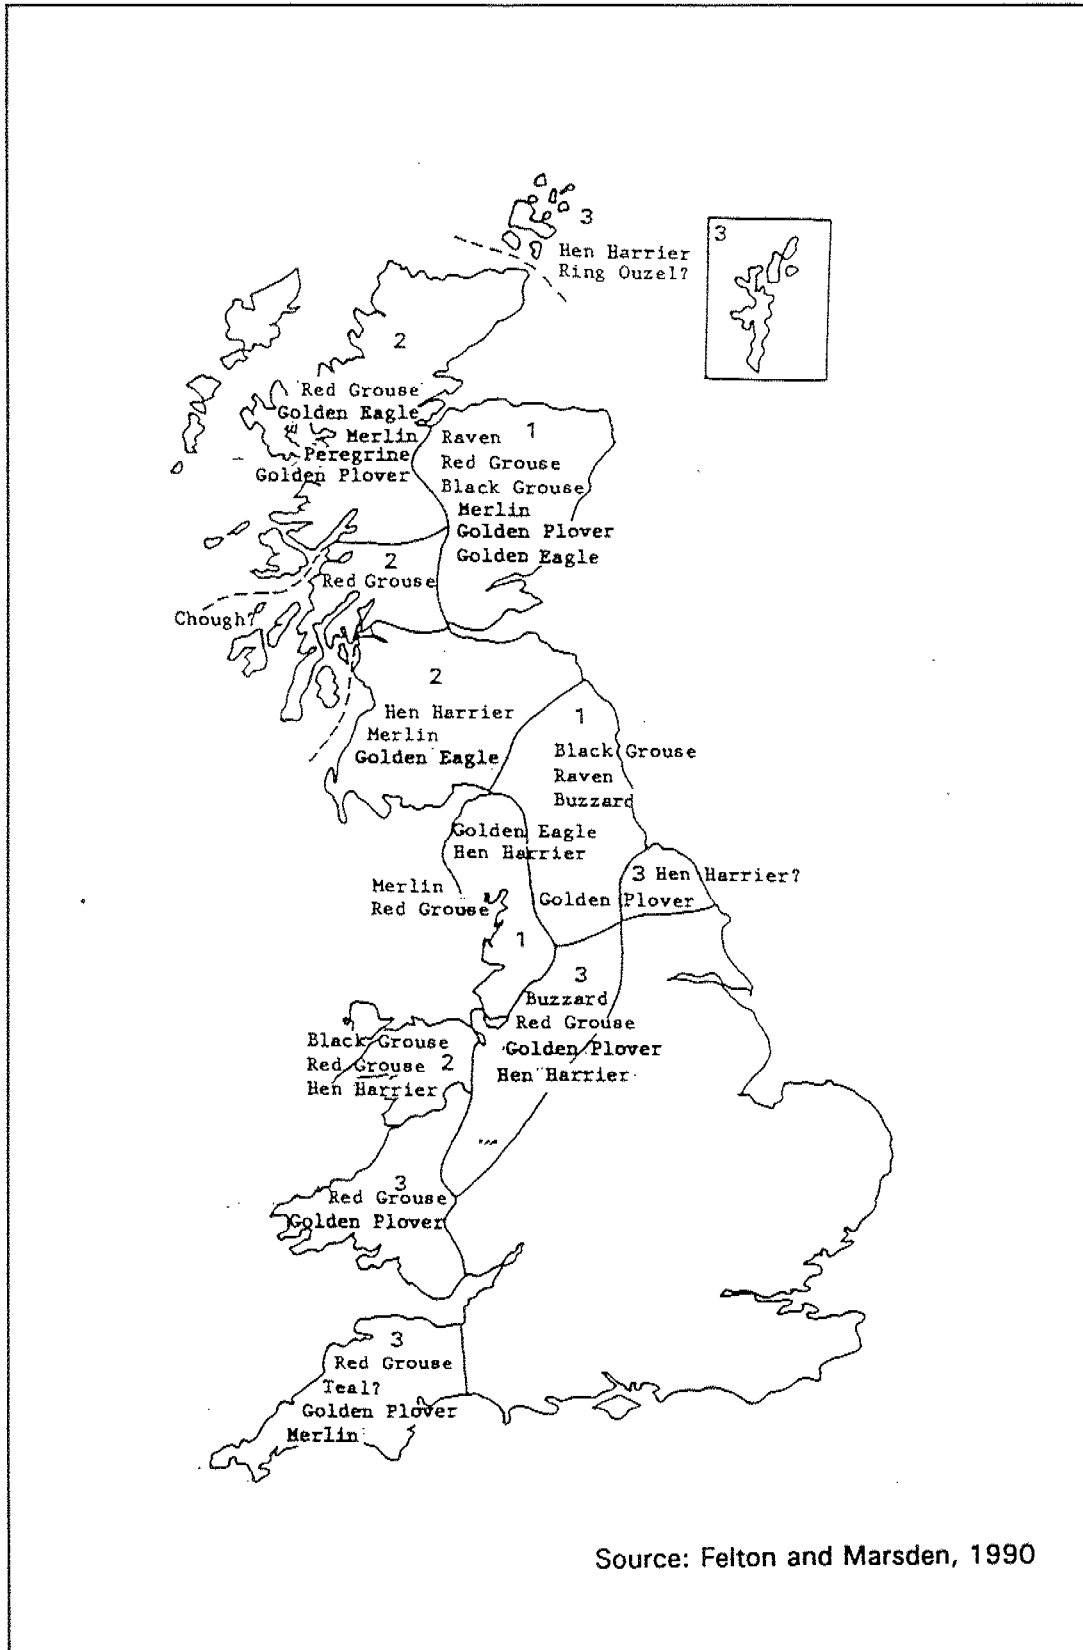 3
Hen Harrier
Ring Ouzel?
3
2
Red Grouse
Golden Eagle
Merlin
Peregrine
Golden Plover
1
Raven
Red Grouse
Black Grouse
Merlin
Golden Plover
Golden Eagle
2
Red Grouse
Chough?
2
Hen Harrier
Merlin
Golden Eagle
1
Black Grouse
Raven
Buzzard
Golden Eagle
Hen Harrier
Merlin
Red Grouse
1
3 Hen Harrier?
Golden Plover
3
Buzzard
Red Grouse
Golden Plover
Hen Harrier
Black Grouse
Red Grouse 2
Hen Harrier
3
Red Grouse
Golden Plover
3
Red Grouse
Teal?
Golden Plover
Merlin
Source: Felton and Marsden, 1990